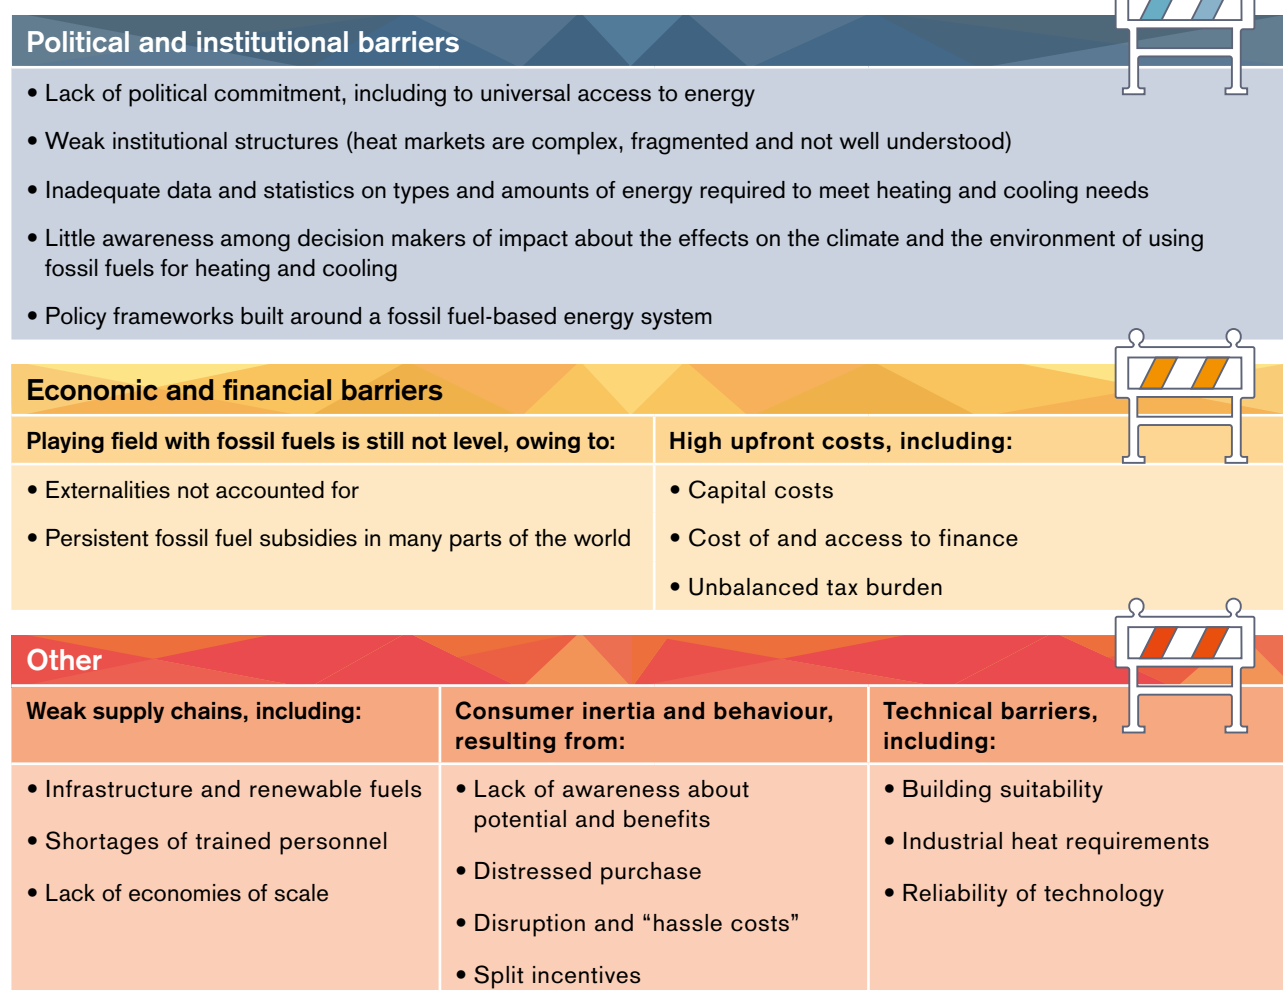 Political and institutional barriers
• Lack of political commitment, including to universal access to energy
• Weak institutional structures (heat markets are complex, fragmented and not well understood)
• Inadequate data and statistics on types and amounts of energy required to meet heating and cooling needs
• Little awareness among decision makers of impact about the effects on the climate and the environment of using
fossil fuels for heating and cooling
• Policy frameworks built around a fossil fuel-based energy system
Economic and financial barriers
Playing field with fossil fuels is still not level, owing to:
• Externalities not accounted for
• Persistent fossil fuel subsidies in many parts of the world
High upfront costs, including:
• Capital costs
• Cost of and access to finance
• Unbalanced tax burden
Other
Weak supply chains, including:
• Infrastructure and renewable fuels
• Shortages of trained personnel
• Lack of economies of scale
Consumer inertia and behaviour,
resulting from:
• Lack of awareness about
potential and benefits
• Distressed purchase
• Disruption and “hassle costs”
• Split incentives
Technical barriers,
including:
• Building suitability
• Industrial heat requirements
• Reliability of technology